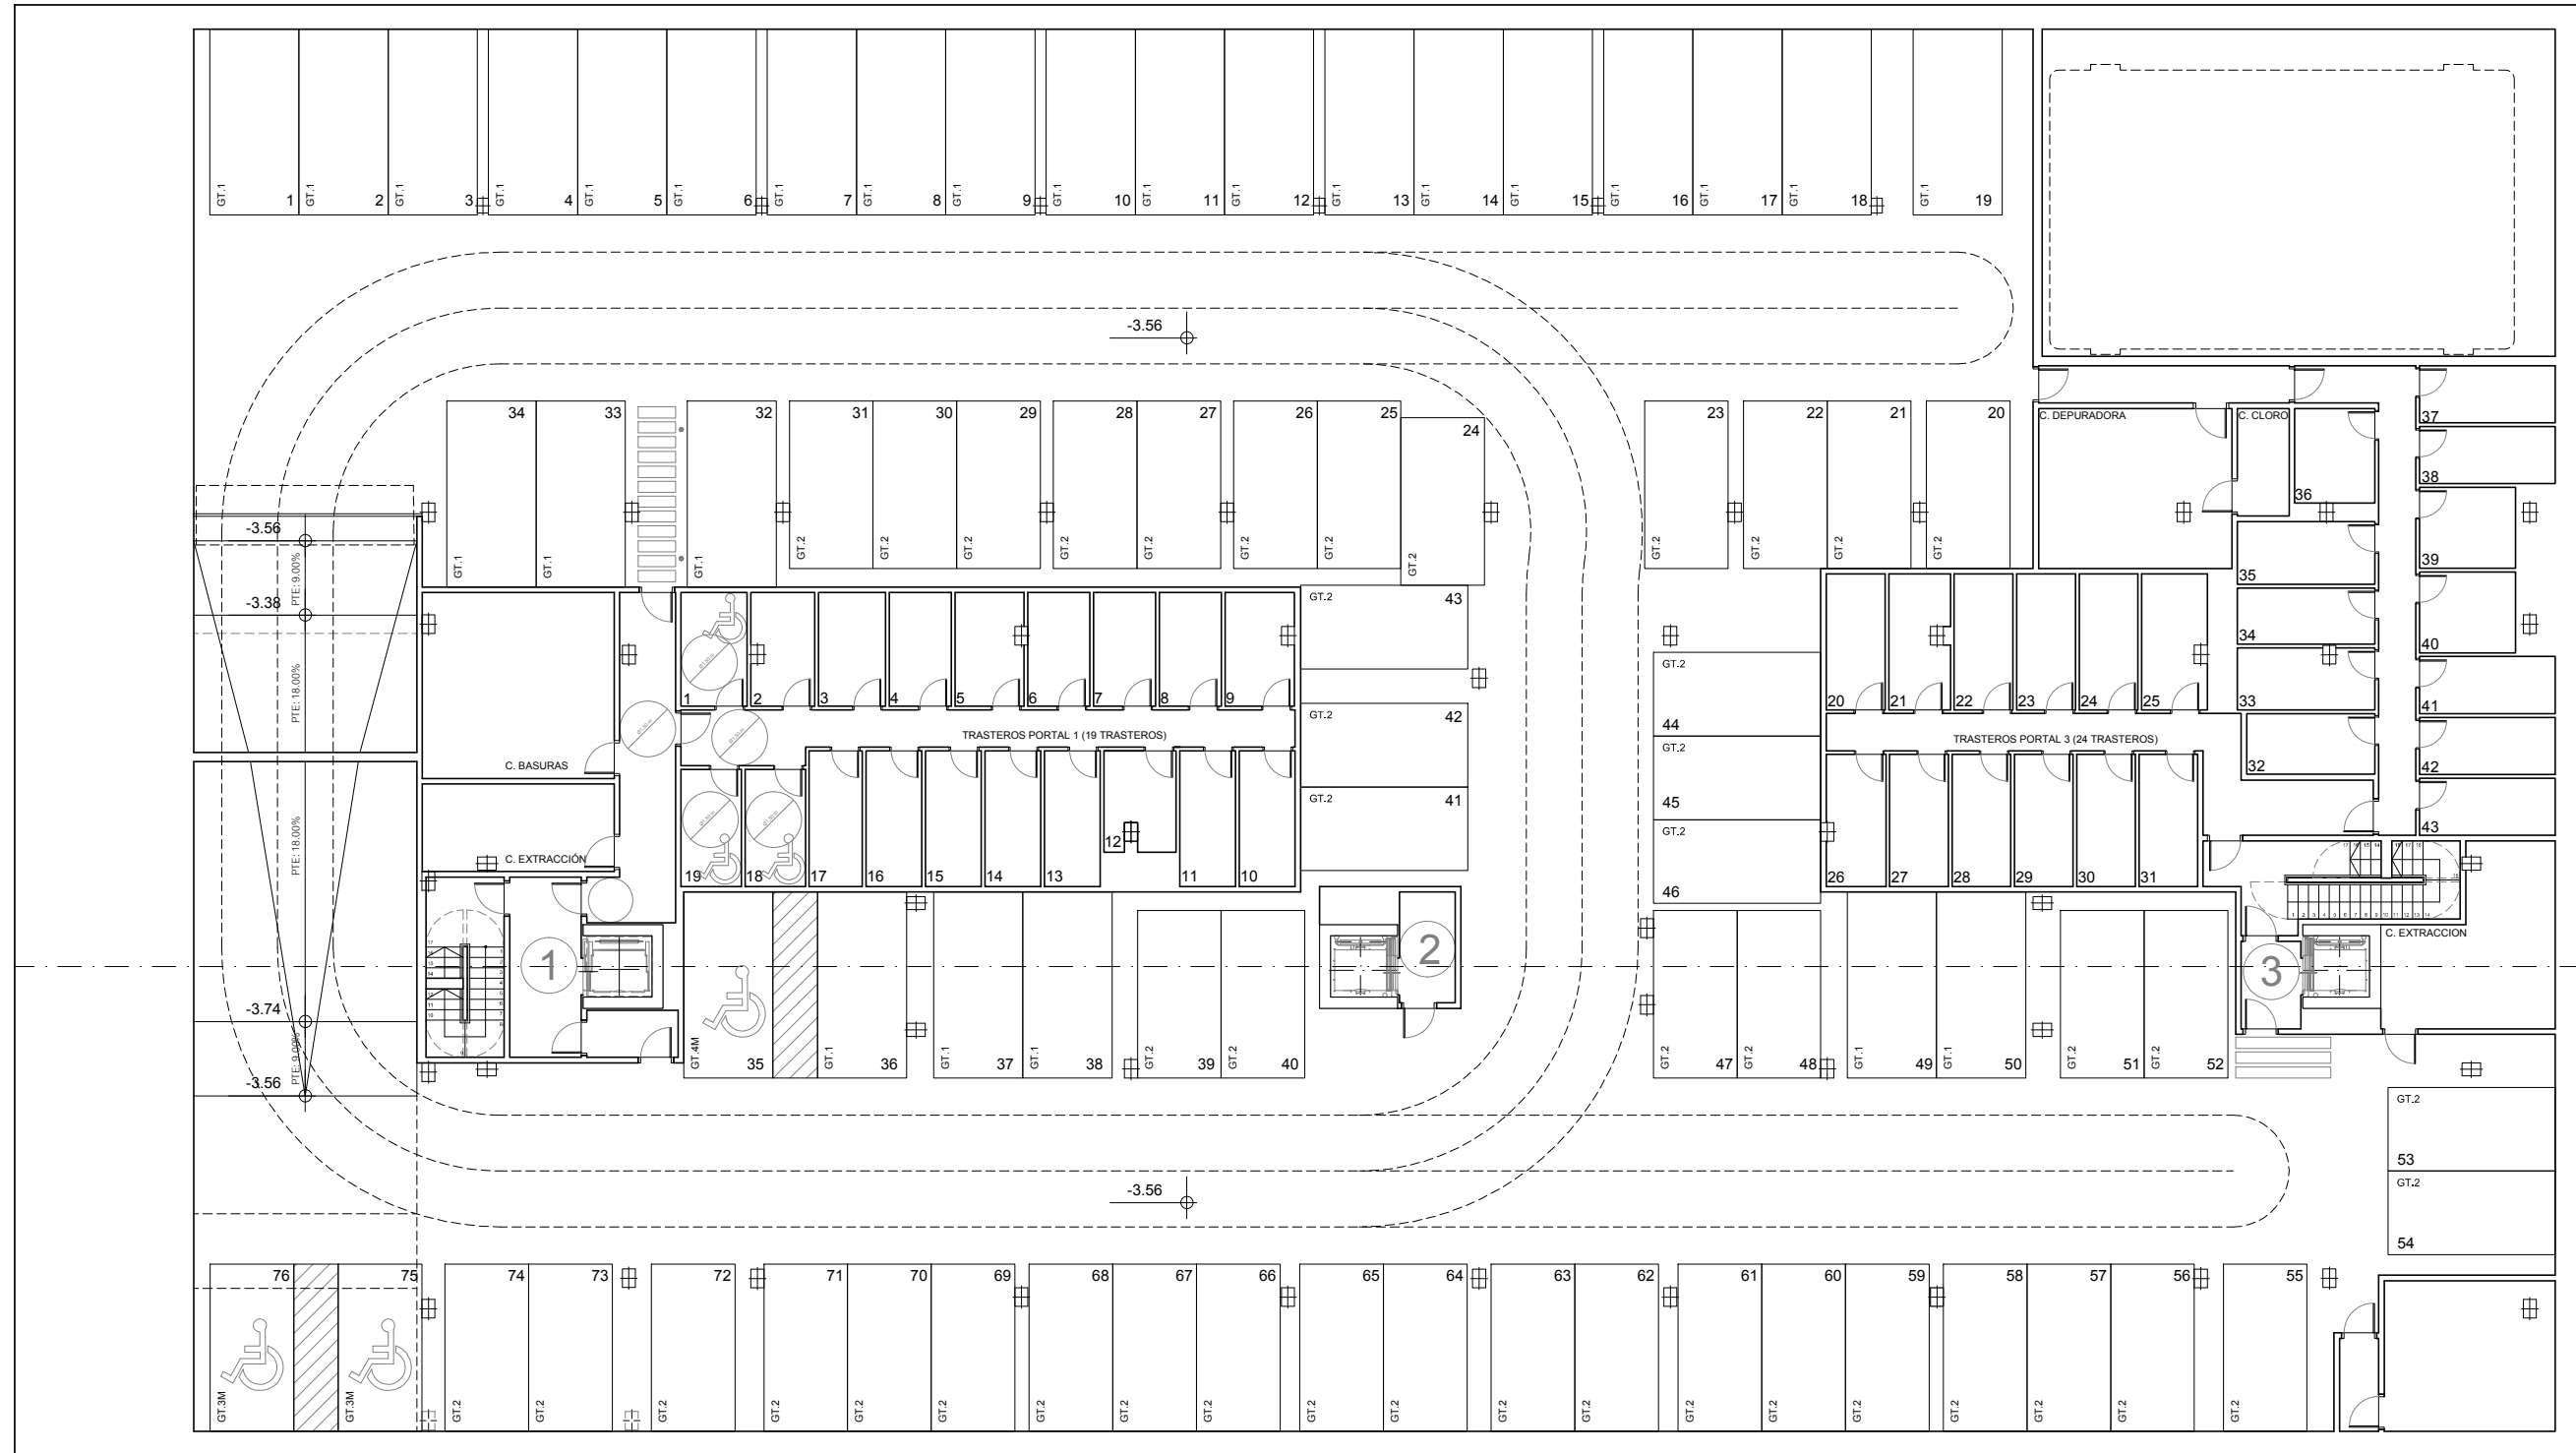 GT.1 1 GT.1 2 GT.1 3 GT.1 4 GT.1 5 GT.1 6 GT.1 7 GT.1 8 GT.1 9 GT.1 10 GT.1 11 GT.1 12 GT.1 13 GT.1 14 GT.1 15 GT.1 16 GT.1 17 GT.1 18 GT.1 19
-3.56
34 33 32 31 30 29 28 27 26 25 24 23 22 21 20
GT.1 GT.1 GT.1 GT.2 GT.2 GT.2 GT.2 GT.2 GT.2 GT.2 GT.2 GT.2 GT.2 GT.2 GT.2
C. DEPURADORA
C. CLORO
36
37
38
39
40
41
42
43
35
34
33
32
-3.56
PTE: 9.00%
-3.38
PTE: 18.00%
PTE: 18.00%
-3.74
PTE: 9.00%
-3.56
C. BASURAS
C. EXTRACCIÓN
Ø1.50 m
Ø1.50 m
Ø1.50 m
1 2 3 4 5 6 7 8 9
TRASTEROS PORTAL 1 (19 TRASTEROS)
Ø1.50 m
Ø1.50 m
19 18 17 16 15 14 13 12 11 10
GT.2 43
GT.2 42
GT.2 41
GT.2
44
GT.2
45
GT.2
46
20 21 22 23 24 25
TRASTEROS PORTAL 3 (24 TRASTEROS)
26 27 28 29 30 31
C. EXTRACCION
1
2
3
GT.4M 35 GT.1 36 GT.1 37 GT.1 38 GT.2 39 GT.2 40
GT.2 47 GT.2 48 GT.1 49 GT.1 50 GT.2 51 GT.2 52
GT.2
53
GT.2
54
-3.56
76 75 74 73 72 71 70 69 68 67 66 65 64 63 62 61 60 59 58 57 56 55
GT.3M GT.3M GT.2 GT.2 GT.2 GT.2 GT.2 GT.2 GT.2 GT.2 GT.2 GT.2 GT.2 GT.2 GT.2 GT.2 GT.2 GT.2 GT.2 GT.2 GT.2 GT.2